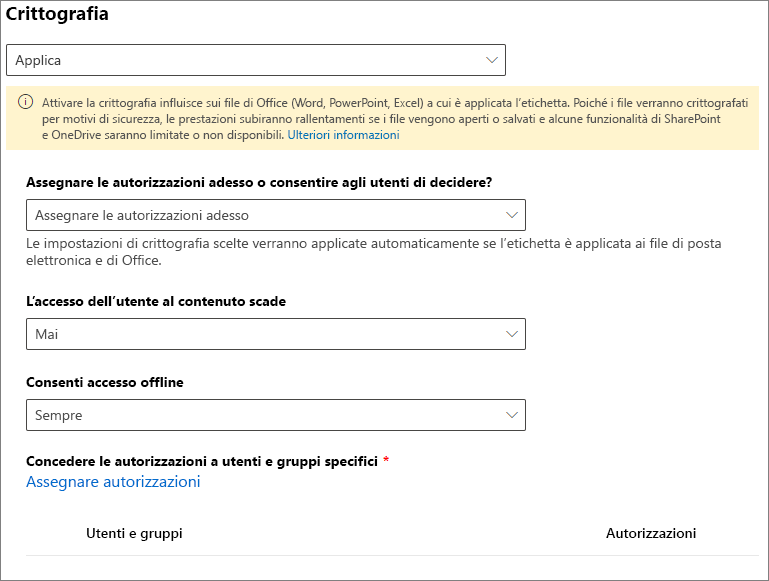 Crittografia
Applica
Attivare la crittografia influisce sui file di Office (Word, PowerPoint, Excel) a cui è applicata l’etichetta. Poiché i file verranno crittografati
per motivi di sicurezza, le prestazioni subiranno rallentamenti se i file vengono aperti o salvati e alcune funzionalità di SharePoint
e OneDrive saranno limitate o non disponibili. Ulteriori informazioni
Assegnare le autorizzazioni adesso o consentire agli utenti di decidere?
Assegnare le autorizzazioni adesso
Le impostazioni di crittografia scelte verranno applicate automaticamente se l’etichetta è applicata ai file di posta
elettronica e di Office.
L’accesso dell’utente al contenuto scade
Mai
Consenti accesso offline
Sempre
Concedere le autorizzazioni a utenti e gruppi specifici *
Assegnare autorizzazioni
Utenti e gruppi Autorizzazioni